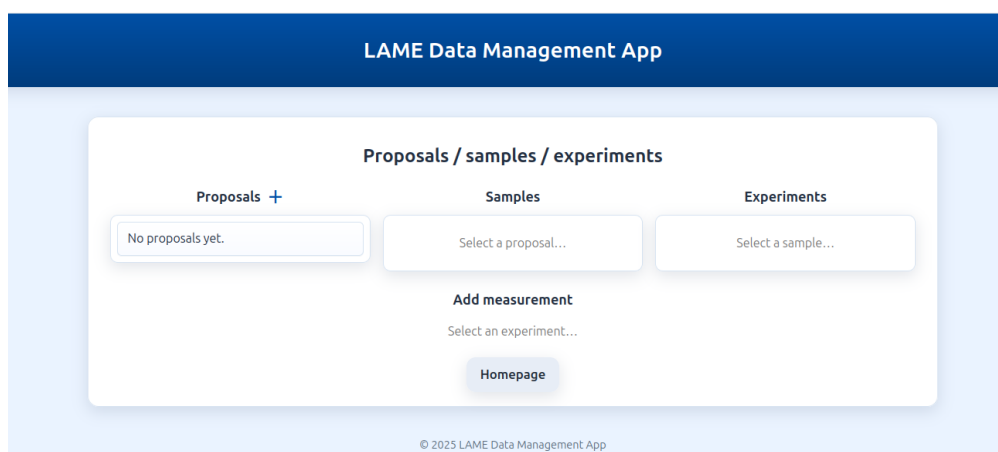 LAME Data Management App
Proposals / samples / experiments
Proposals +
Samples
Experiments
No proposals yet.
Select a proposal...
Select a sample...
Add measurement
Select an experiment...
Homepage
© 2025 LAME Data Management App